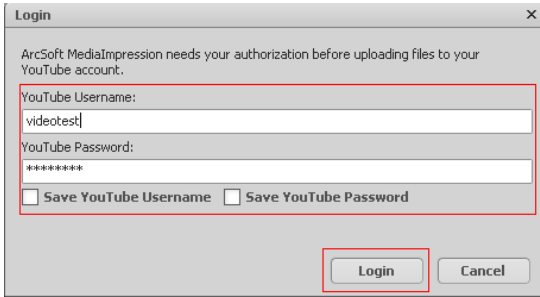 Login
ArcSoft MediaImpression needs your authorization before uploading files to your
YouTube account.
YouTube Username:
videotest
YouTube Password:
********
Save YouTube Username Save YouTube Password
Login Cancel